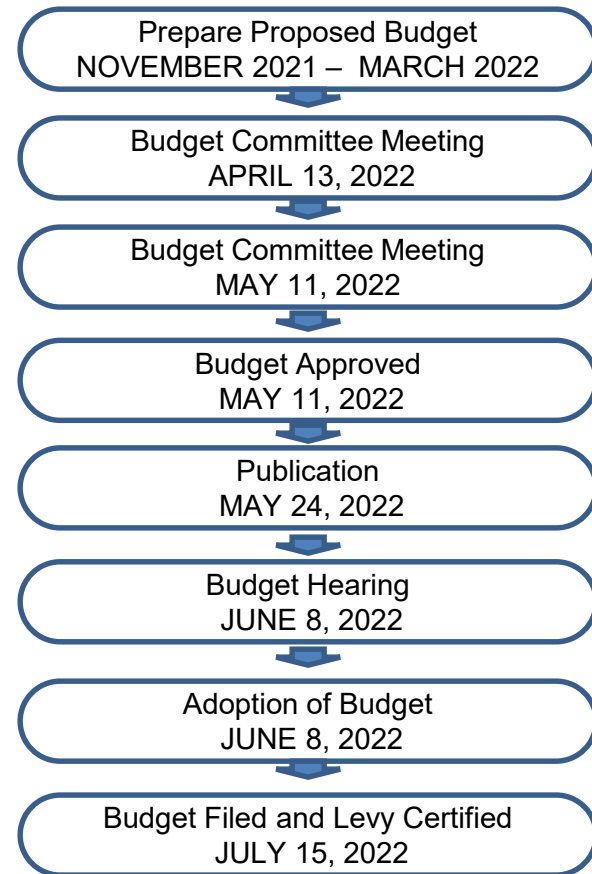 Prepare Proposed Budget
NOVEMBER 2021 – MARCH 2022
Budget Committee Meeting
APRIL 13, 2022
Budget Committee Meeting
MAY 11, 2022
Budget Approved
MAY 11, 2022
Publication
MAY 24, 2022
Budget Hearing
JUNE 8, 2022
Adoption of Budget
JUNE 8, 2022
Budget Filed and Levy Certified
JULY 15, 2022